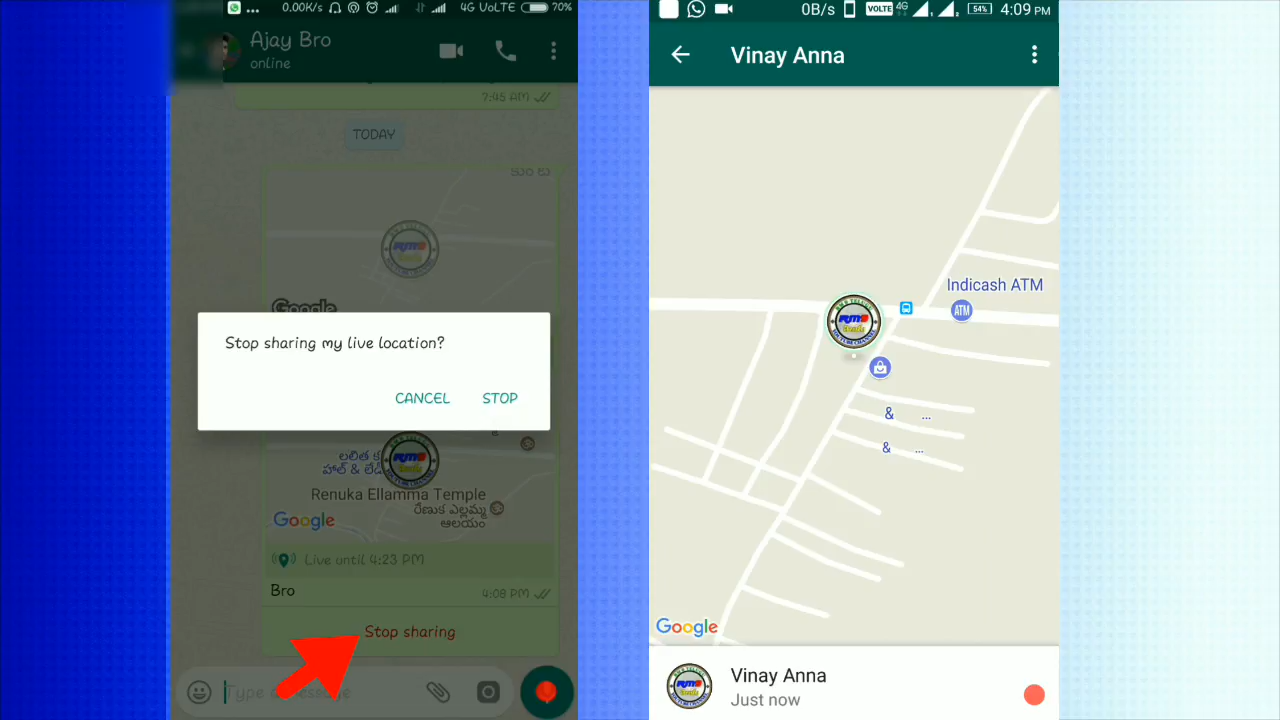 0.00K/s
4G VoLTE
70%
Ajay Bro
online
7:45 AM
TODAY
Google
Stop sharing my live location?
CANCEL
STOP
లలిత క
హాల్ & లేడీ
Renuka Ellamma Temple
రేణుక ఎల్లమ్మ
ఆలయం
Google
Live until 4:23 PM
Bro
4:08 PM
Stop sharing
Type a message
0B/s
VOLTE
4G
54%
4:09 PM
Vinay Anna
Indicash ATM
ATM
& ...
& ...
Google
Vinay Anna
Just now